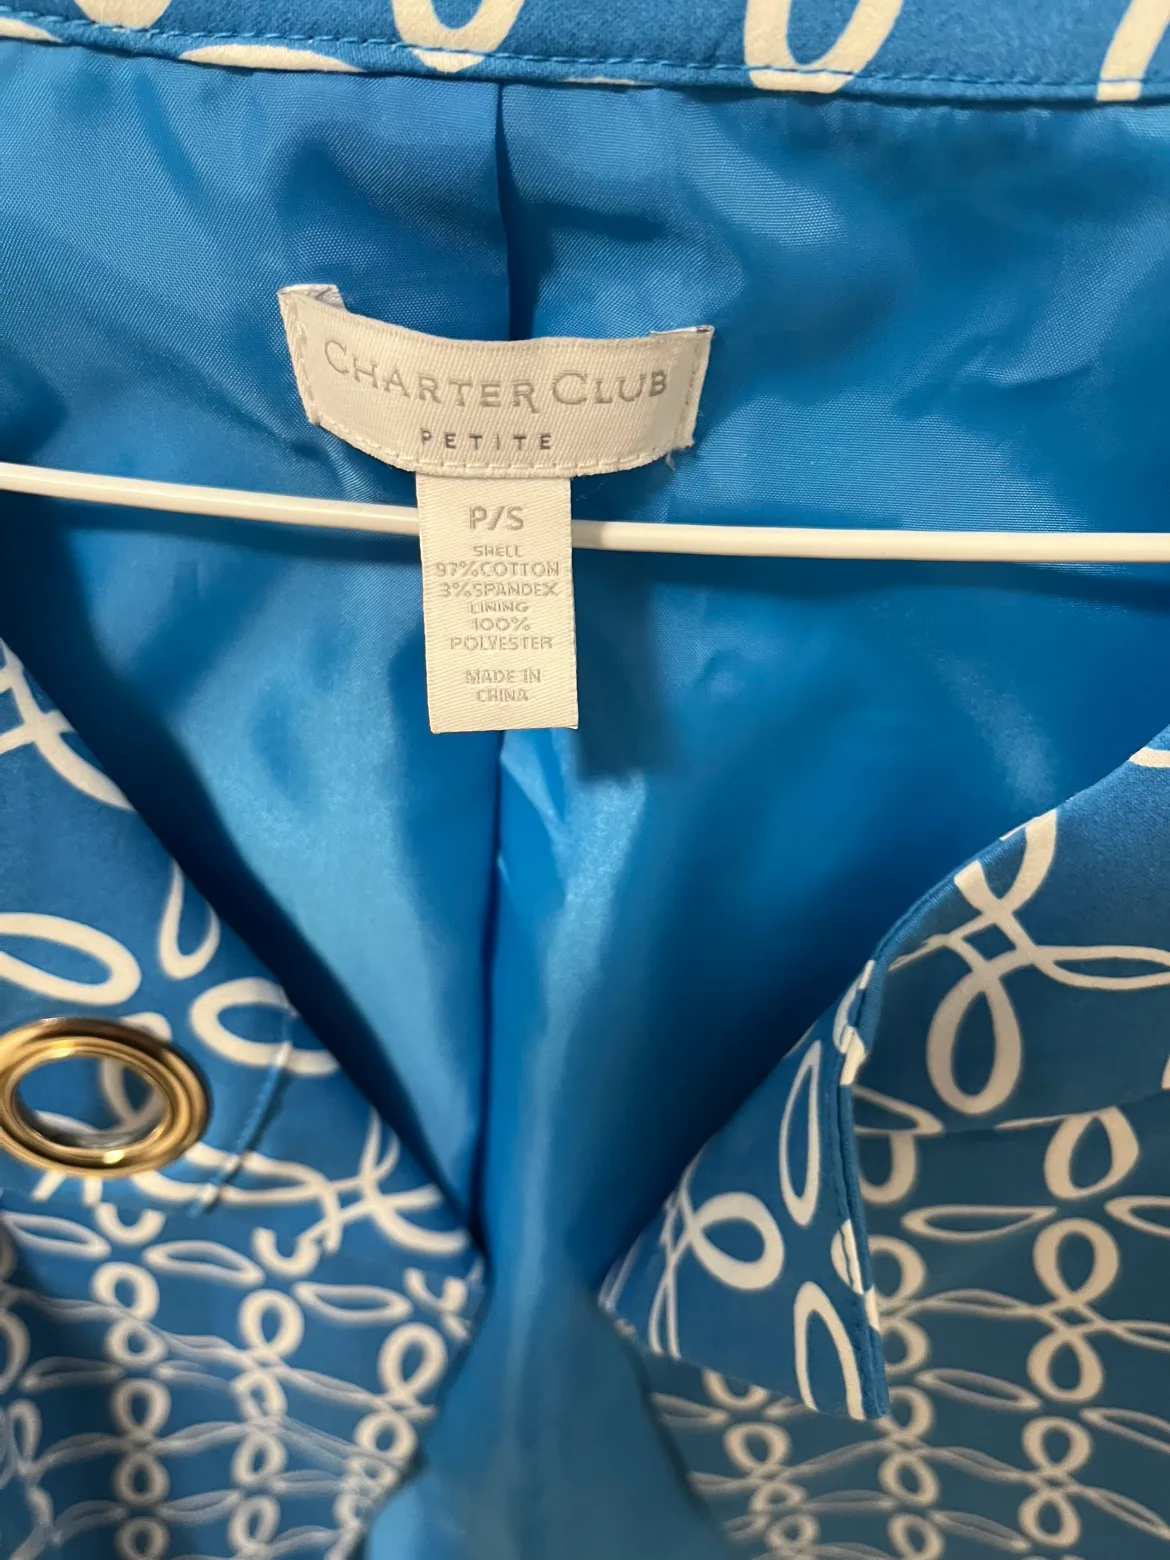 CHARTER CLUB
PETITE
P/S
SHELL
97%COTTON
3%SPANDEX
LINING
100%
POLYESTER
MADE IN
CHINA